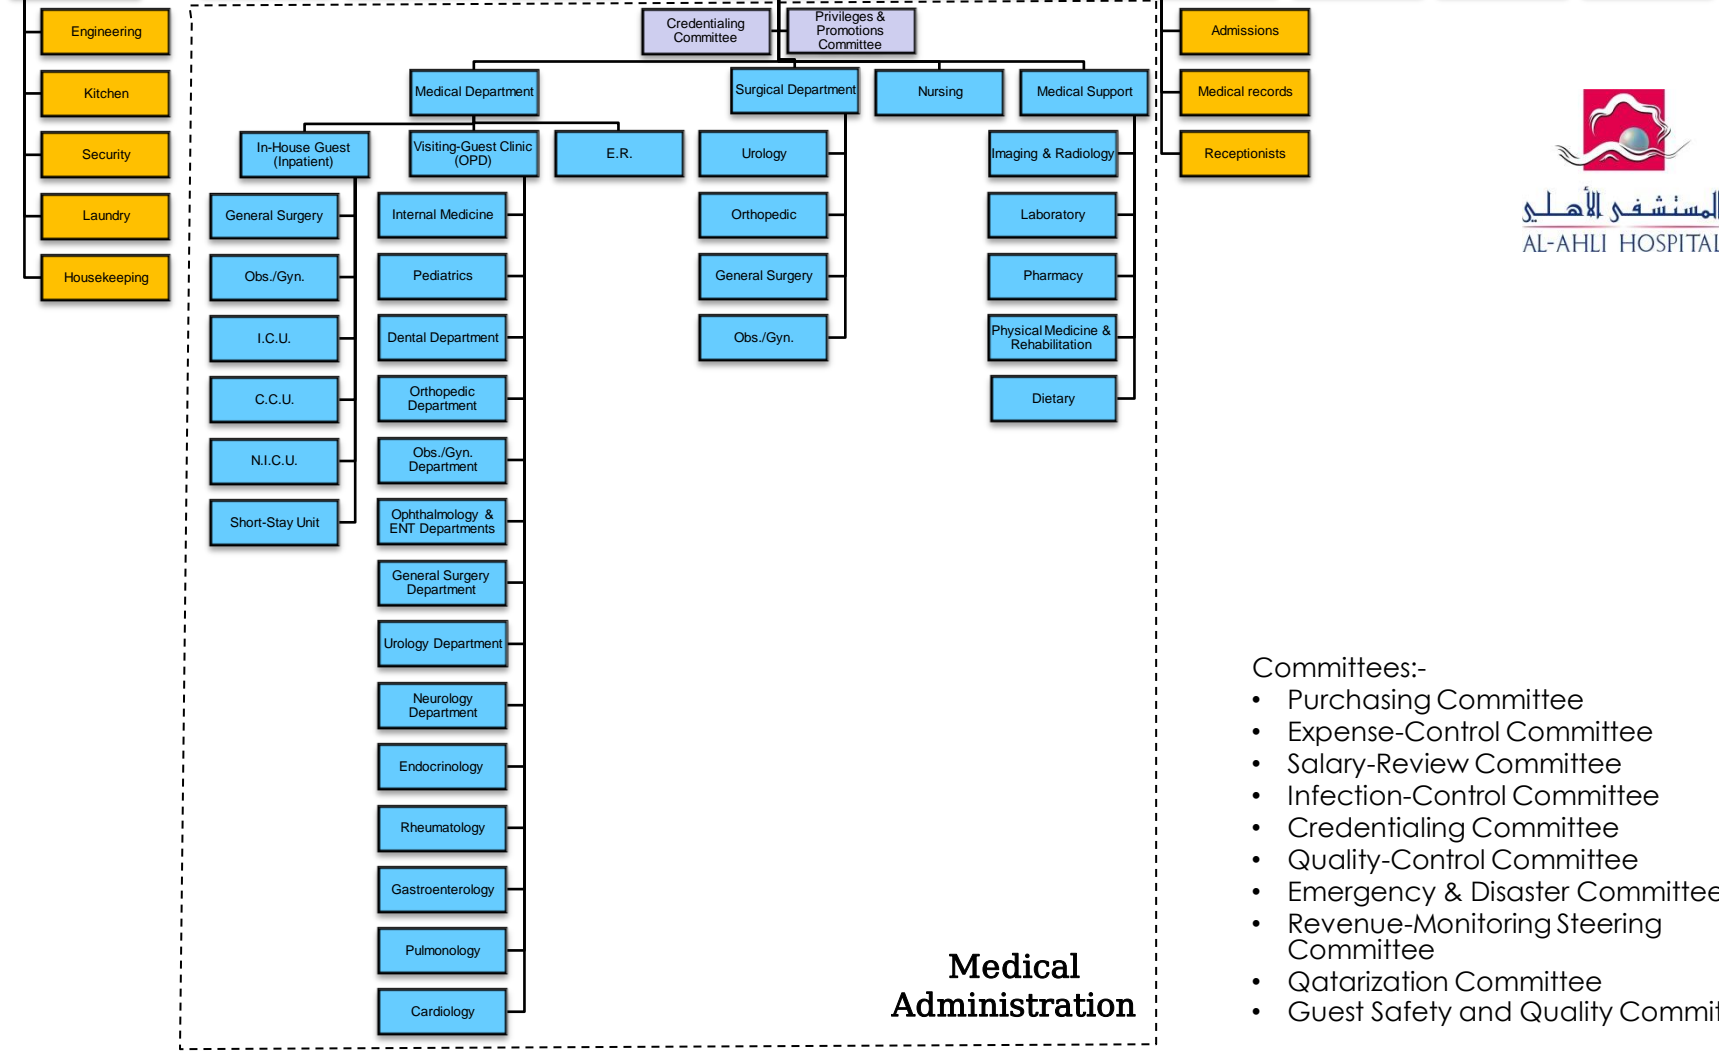 Engineering
Kitchen
Security
Laundry
Housekeeping
Credentialing
Committee
Privileges &
Promotions
Committee
Medical Department
Surgical Department
Nursing
Medical Support
In-House Guest
(Inpatient)
Visiting-Guest Clinic
(OPD)
E.R.
General Surgery
Obs./Gyn.
I.C.U.
C.C.U.
N.I.C.U.
Short-Stay Unit
Internal Medicine
Pediatrics
Dental Department
Orthopedic
Department
Obs./Gyn.
Department
Ophthalmology &
ENT Departments
General Surgery
Department
Urology Department
Neurology
Department
Endocrinology
Rheumatology
Gastroenterology
Pulmonology
Cardiology
Urology
Orthopedic
General Surgery
Obs./Gyn.
Imaging & Radiology
Laboratory
Pharmacy
Physical Medicine &
Rehabilitation
Dietary
Medical
Administration
Admissions
Medical records
Receptionists
المستشفى الأهلي
AL-AHLI HOSPITAL
Committees:-
• Purchasing Committee
• Expense-Control Committee
• Salary-Review Committee
• Infection-Control Committee
• Credentialing Committee
• Quality-Control Committee
• Emergency & Disaster Committee
• Revenue-Monitoring Steering
Committee
• Qatarization Committee
• Guest Safety and Quality Commit